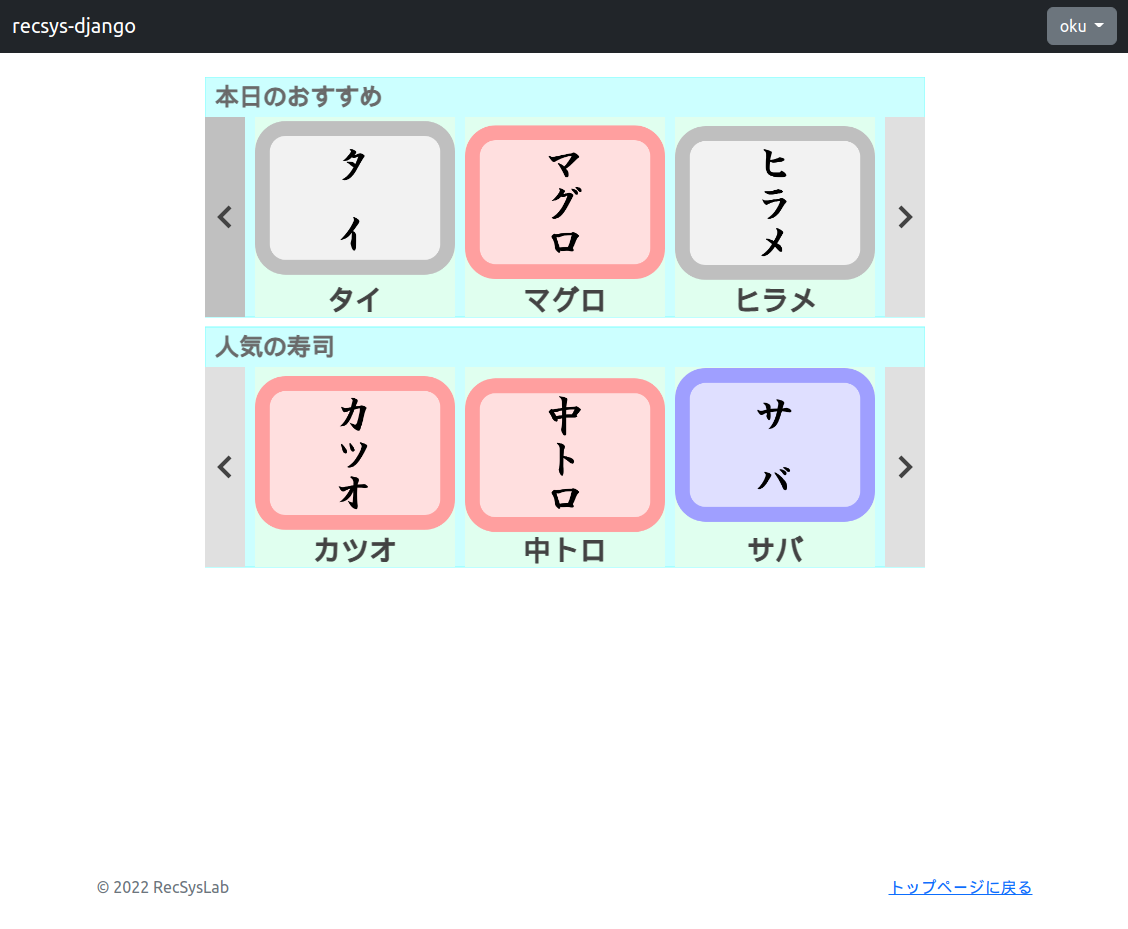 recsys-django
oku
本日のおすすめ
タイ
マグロ
ヒラメ
タイ
マグロ
ヒラメ
人気の寿司
カツオ
中トロ
サバ
カツオ
中トロ
サバ
© 2022 RecSysLab
トップページに戻る